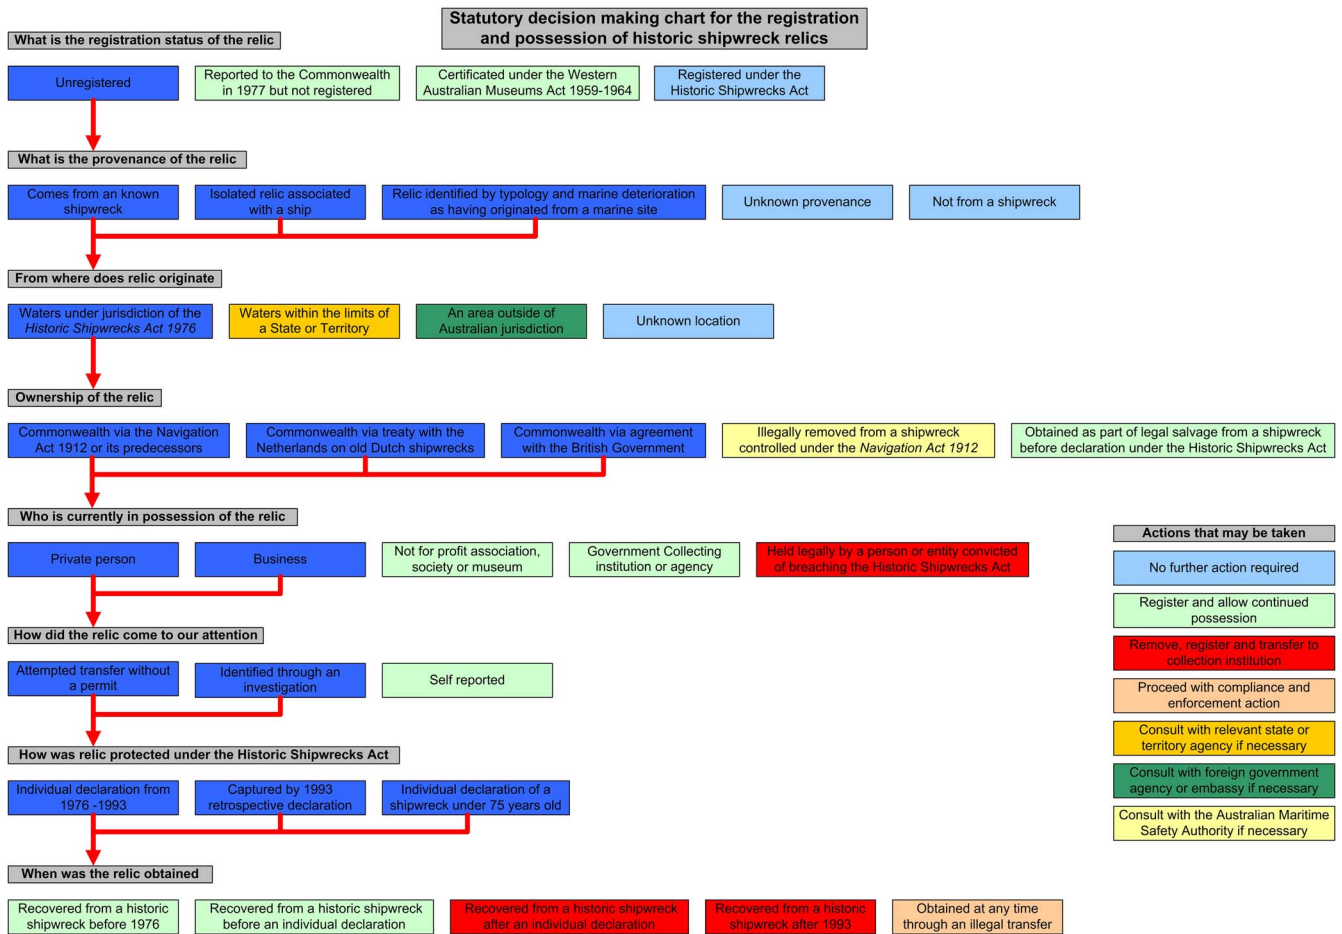 Statutory decision making chart for the registration
and possession of historic shipwreck relics
What is the registration status of the relic
Unregistered
Reported to the Commonwealth
in 1977 but not registered
Certificated under the Western
Australian Museums Act 1959-1964
Registered under the
Historic Shipwrecks Act
What is the provenance of the relic
Comes from an known
shipwreck
Isolated relic associated
with a ship
Relic identified by typology and marine deterioration
as having originated from a marine site
Unknown provenance
Not from a shipwreck
From where does relic originate
Waters under jurisdiction of the
Historic Shipwrecks Act 1976
Waters within the limits of
a State or Territory
An area outside of
Australian jurisdiction
Unknown location
Ownership of the relic
Commonwealth via the Navigation
Act 1912 or its predecessors
Commonwealth via treaty with the
Netherlands on old Dutch shipwrecks
Commonwealth via agreement
with the British Government
Illegally removed from a shipwreck
controlled under the Navigation Act 1912
Obtained as part of legal salvage from a shipwreck
before declaration under the Historic Shipwrecks Act
Who is currently in possession of the relic
Private person
Business
Not for profit association,
society or museum
Government Collecting
institution or agency
Held legally by a person or entity convicted
of breaching the Historic Shipwrecks Act
How did the relic come to our attention
Attempted transfer without
a permit
Identified through an
investigation
Self reported
How was relic protected under the Historic Shipwrecks Act
Individual declaration from
1976 -1993
Captured by 1993
retrospective declaration
Individual declaration of a
shipwreck under 75 years old
When was the relic obtained
Recovered from a historic
shipwreck before 1976
Recovered from a historic shipwreck
before an individual declaration
Recovered from a historic shipwreck
after an individual declaration
Recovered from a historic
shipwreck after 1993
Obtained at any time
through an illegal transfer
Actions that may be taken
No further action required
Register and allow continued
possession
Remove, register and transfer to
collection institution
Proceed with compliance and
enforcement action
Consult with relevant state or
territory agency if necessary
Consult with foreign government
agency or embassy if necessary
Consult with the Australian Maritime
Safety Authority if necessary